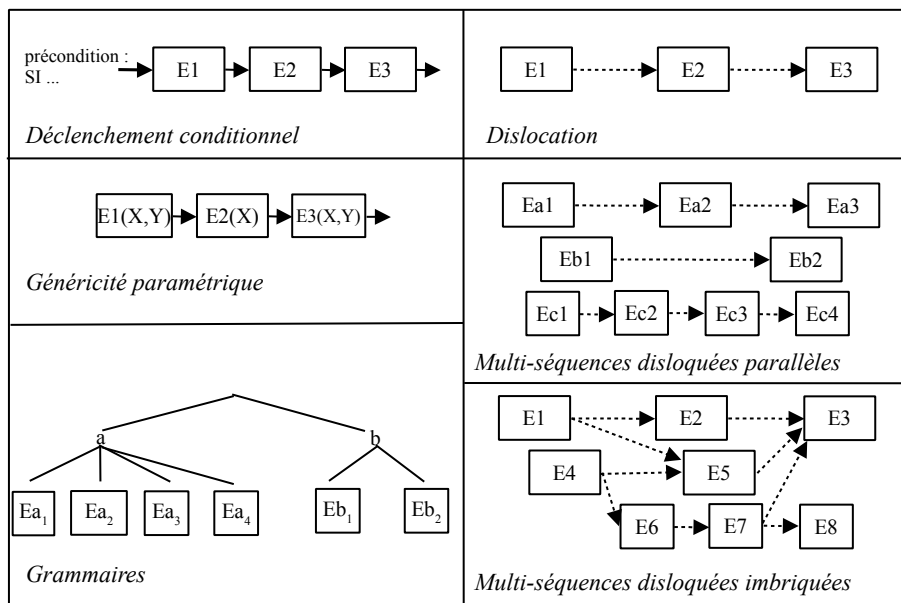 précondition :
SI ...
E1 E2 E3
Déclenchement conditionnel
E1 E2 E3
Dislocation
E1(X,Y) E2(X) E3(X,Y)
Généricité paramétrique
Ea1 Ea2 Ea3
Eb1 Eb2
Ec1 Ec2 Ec3 Ec4
Multi-séquences disloquées parallèles
a b
Ea1 Ea2 Ea3 Ea4 Eb1 Eb2
Grammaires
E1 E2 E3
E4 E5
E6 E7 E8
Multi-séquences disloquées imbriquées